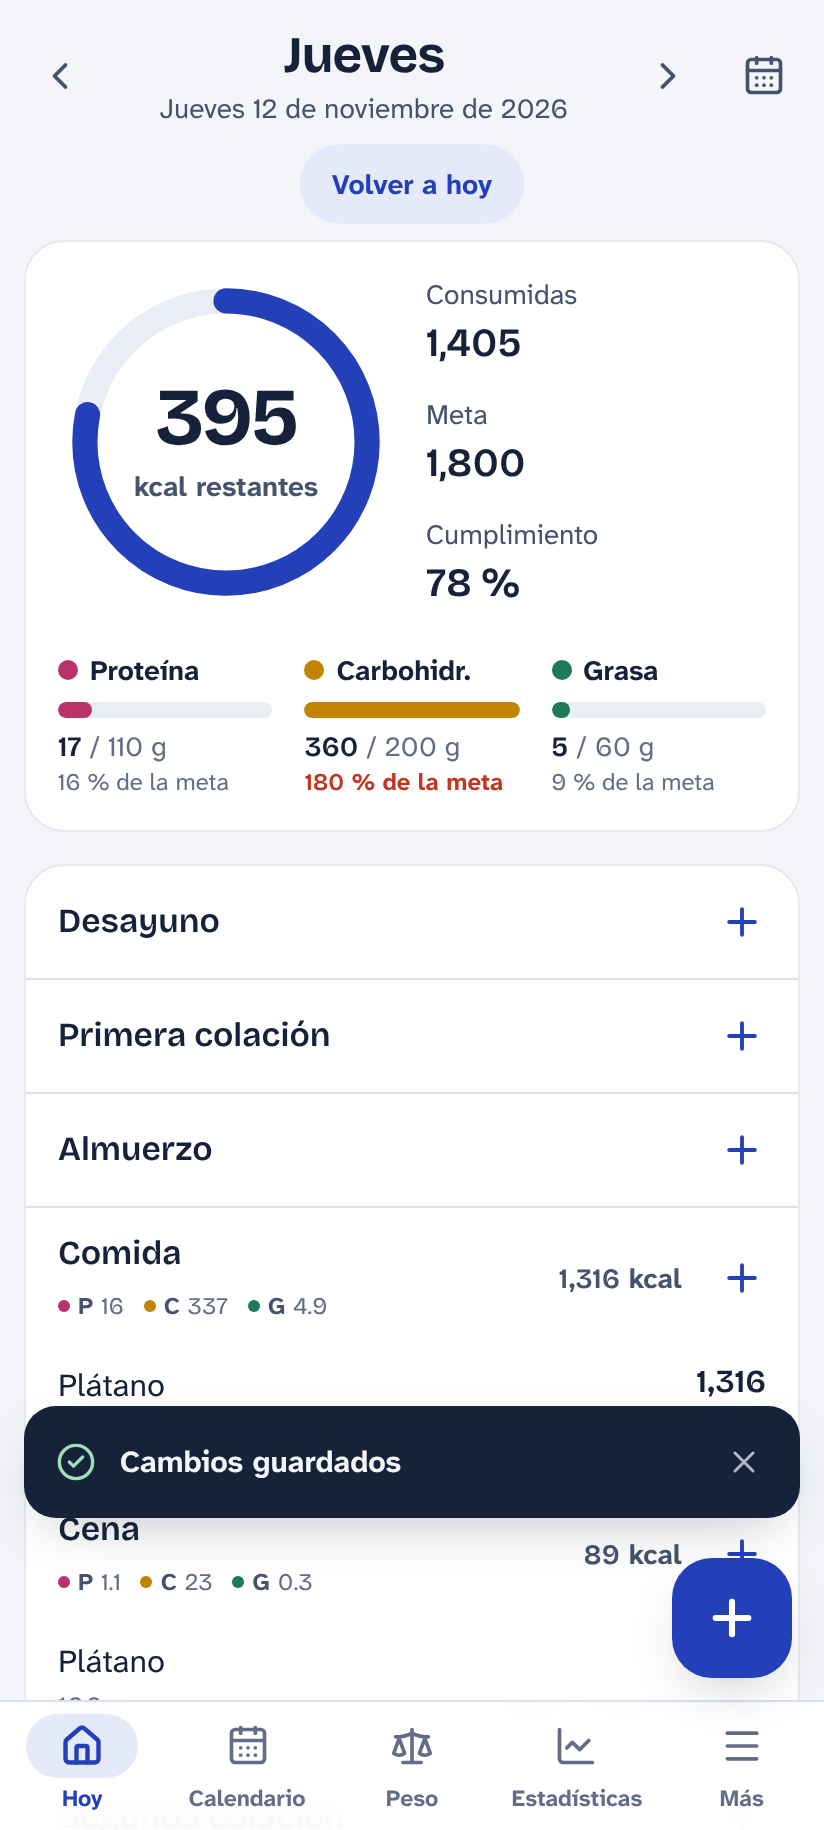 Jueves
Jueves 12 de noviembre de 2026
Volver a hoy
395
kcal restantes
Consumidas
1,405
Meta
1,800
Cumplimiento
78 %
Proteína
17 / 110 g
16 % de la meta
Carbohidr.
360 / 200 g
180 % de la meta
Grasa
5 / 60 g
9 % de la meta
Desayuno
Primera colación
Almuerzo
Comida
1,316 kcal
P 16 C 337 G 4.9
Plátano
1,316
Cambios guardados
Cena
89 kcal
P 1.1 C 23 G 0.3
Plátano
Segunda colación
Hoy
Calendario
Peso
Estadísticas
Más